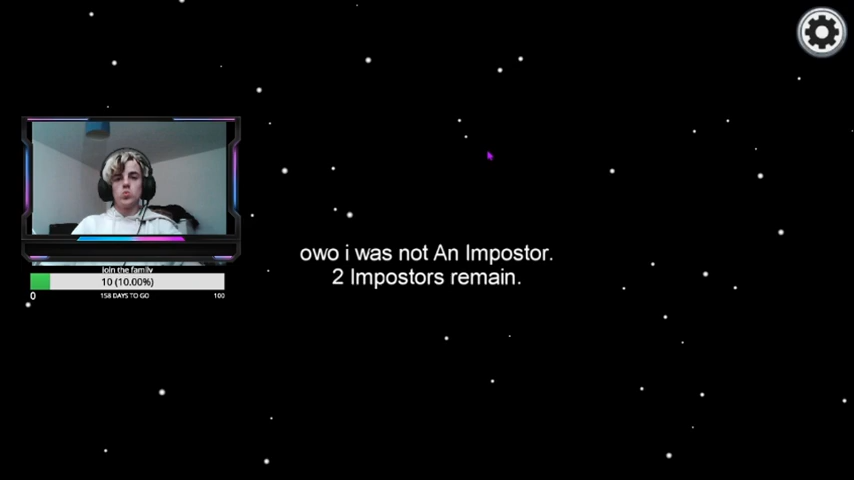 owo i was not An Impostor.
2 Impostors remain.
join the family
10 (10.00%)
0
158 DAYS TO GO
100